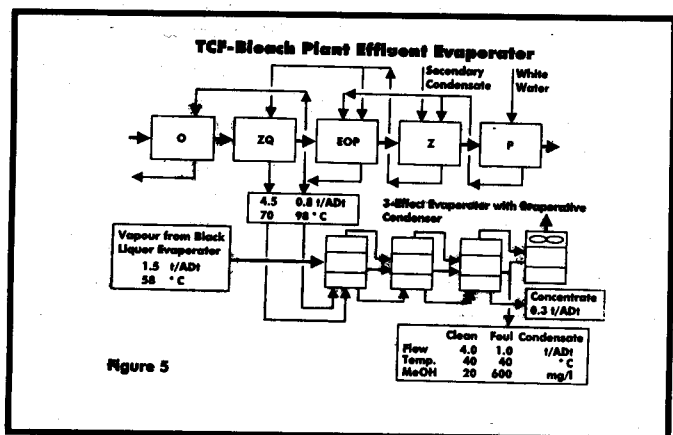 TCF-Bleach Plant Effluent Evaporator
Secondary
Condensate
White
Water
O
ZQ
EOP
Z
P
4.5 0.8 t/ADt
70 98 °C
3-Effect Evaporator with Evaporative
Condenser
Vapour from Black
Liquor Evaporator
1.5 t/ADt
58 °C
Concentrate
0.3 t/ADt
Clean Foul Condensate
Flow 4.0 1.0 t/ADt
Temp. 40 40 °C
MeOH 20 600 mg/l
Figure 5